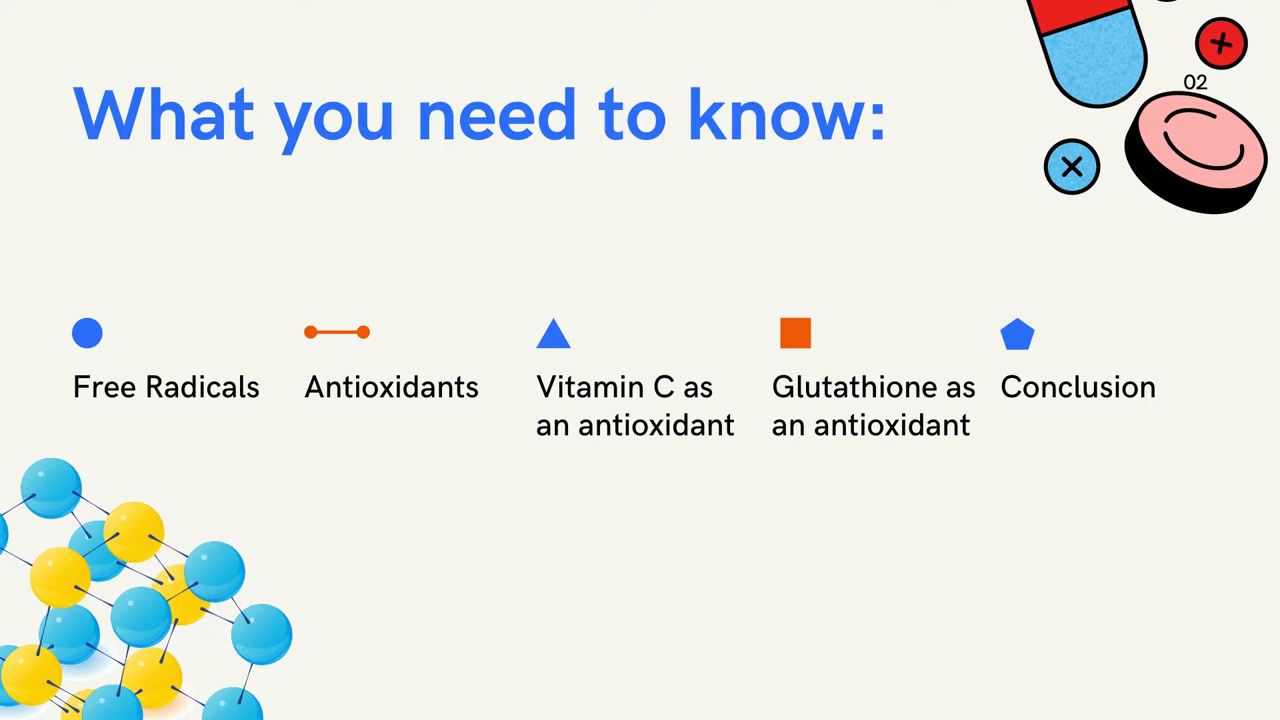 02
What you need to know:
Free Radicals
Antioxidants
Vitamin C as
an antioxidant
Glutathione as
an antioxidant
Conclusion